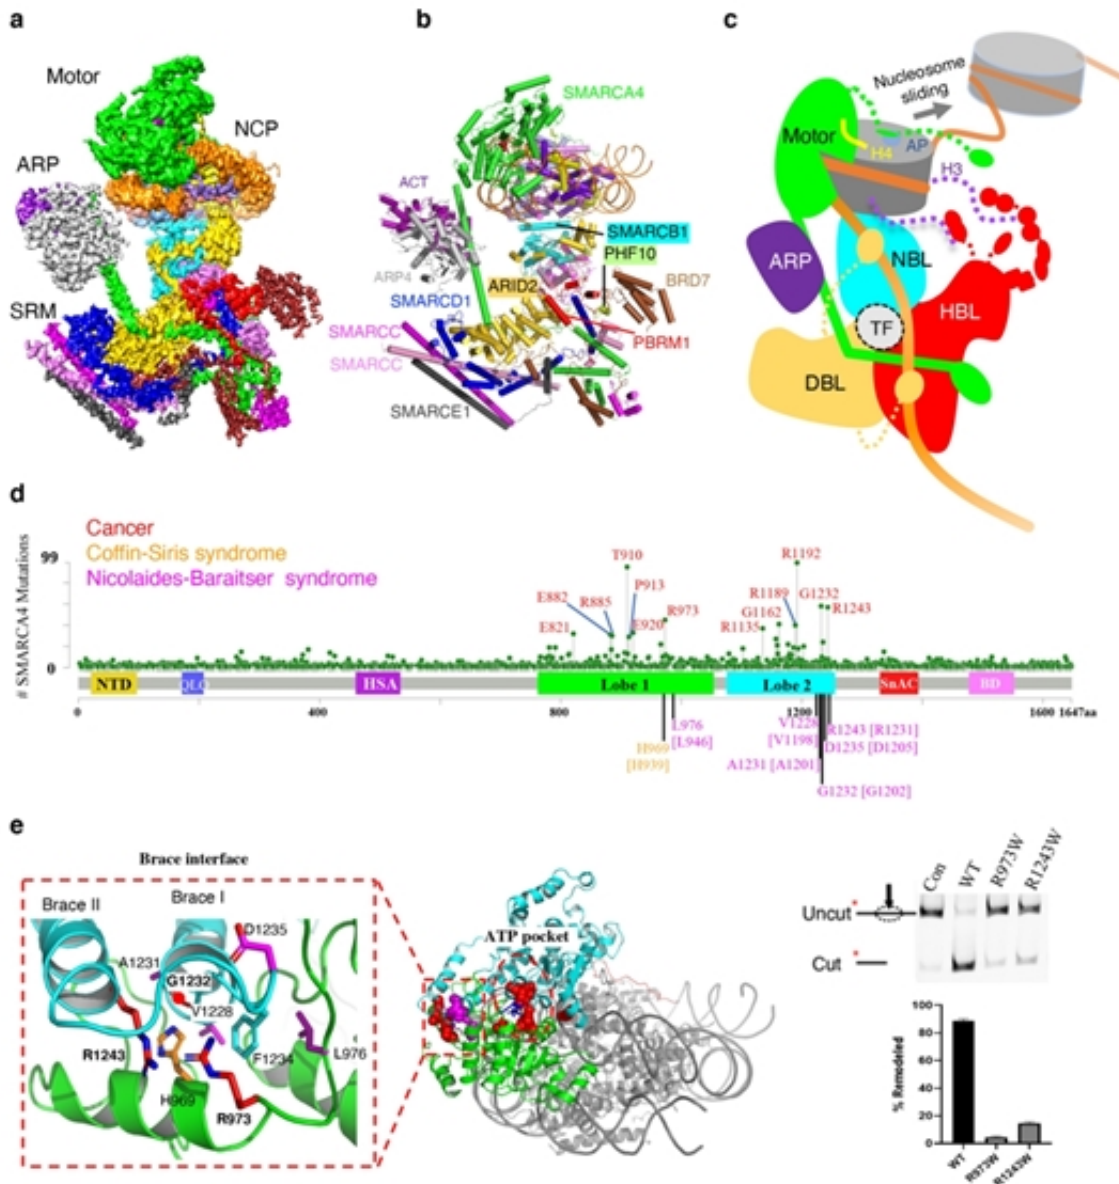 a
Motor
NCP
ARP
SRM
b
SMARCA4
ACT
SMARCB1
PHF10
ARP4
ARID2
BRD7
SMARCD1
SMARCC
PBRM1
SMARCC
SMARCE1
c
Nucleosome
sliding
Motor
AP
H4
H3
ARP
NBL
HBL
TF
DBL
d
Cancer
Coffin-Siris syndrome
Nicolaides-Baraitser syndrome
# SMARCA4 Mutations
99
0
T910
R1192
P913
E882
R885
R973
R1189
G1232
G1162
R1243
E821
E920
R1135
NTD
QLQ
HSA
Lobe 1
Lobe 2
SnAC
BD
0
400
800
1200
1600 1647aa
L976
[L946]
H969
[H939]
V1228
[V1198]
R1243 [R1231]
D1235 [D1205]
A1231 [A1201]
G1232 [G1202]
e
Brace interface
Brace II
Brace I
D1235
A1231
G1232
V1228
R1243
F1234
L976
H969
R973
ATP pocket
Con
WT
R973W
R1243W
Uncut*
Cut *
% Remodeled
100
80
60
40
20
0
WT
R973W
R1243W